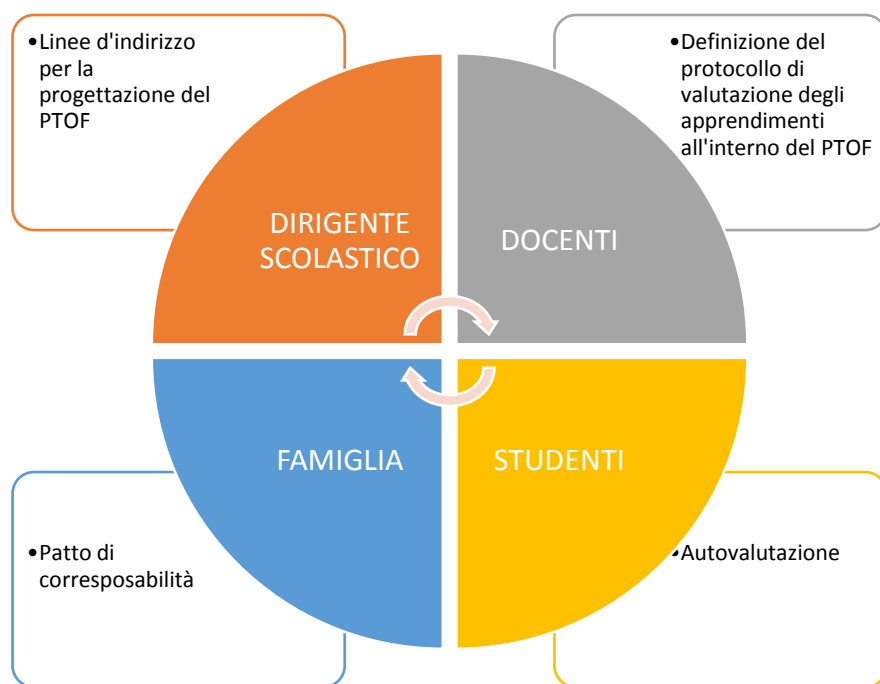 •Linee d'indirizzo
per la
progettazione del
PTOF
•Definizione del
protocollo di
valutazione degli
apprendimenti
all'interno del PTOF
DIRIGENTE
SCOLASTICO
DOCENTI
FAMIGLIA
STUDENTI
•Patto di
corresposabilità
•Autovalutazione